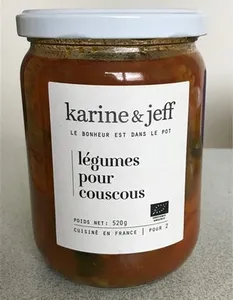 karine & jeff
LE BONHEUR EST DANS LE POT
légumes
pour
couscous
POIDS NET: 520g
CUISINÉ EN FRANCE | POUR 2